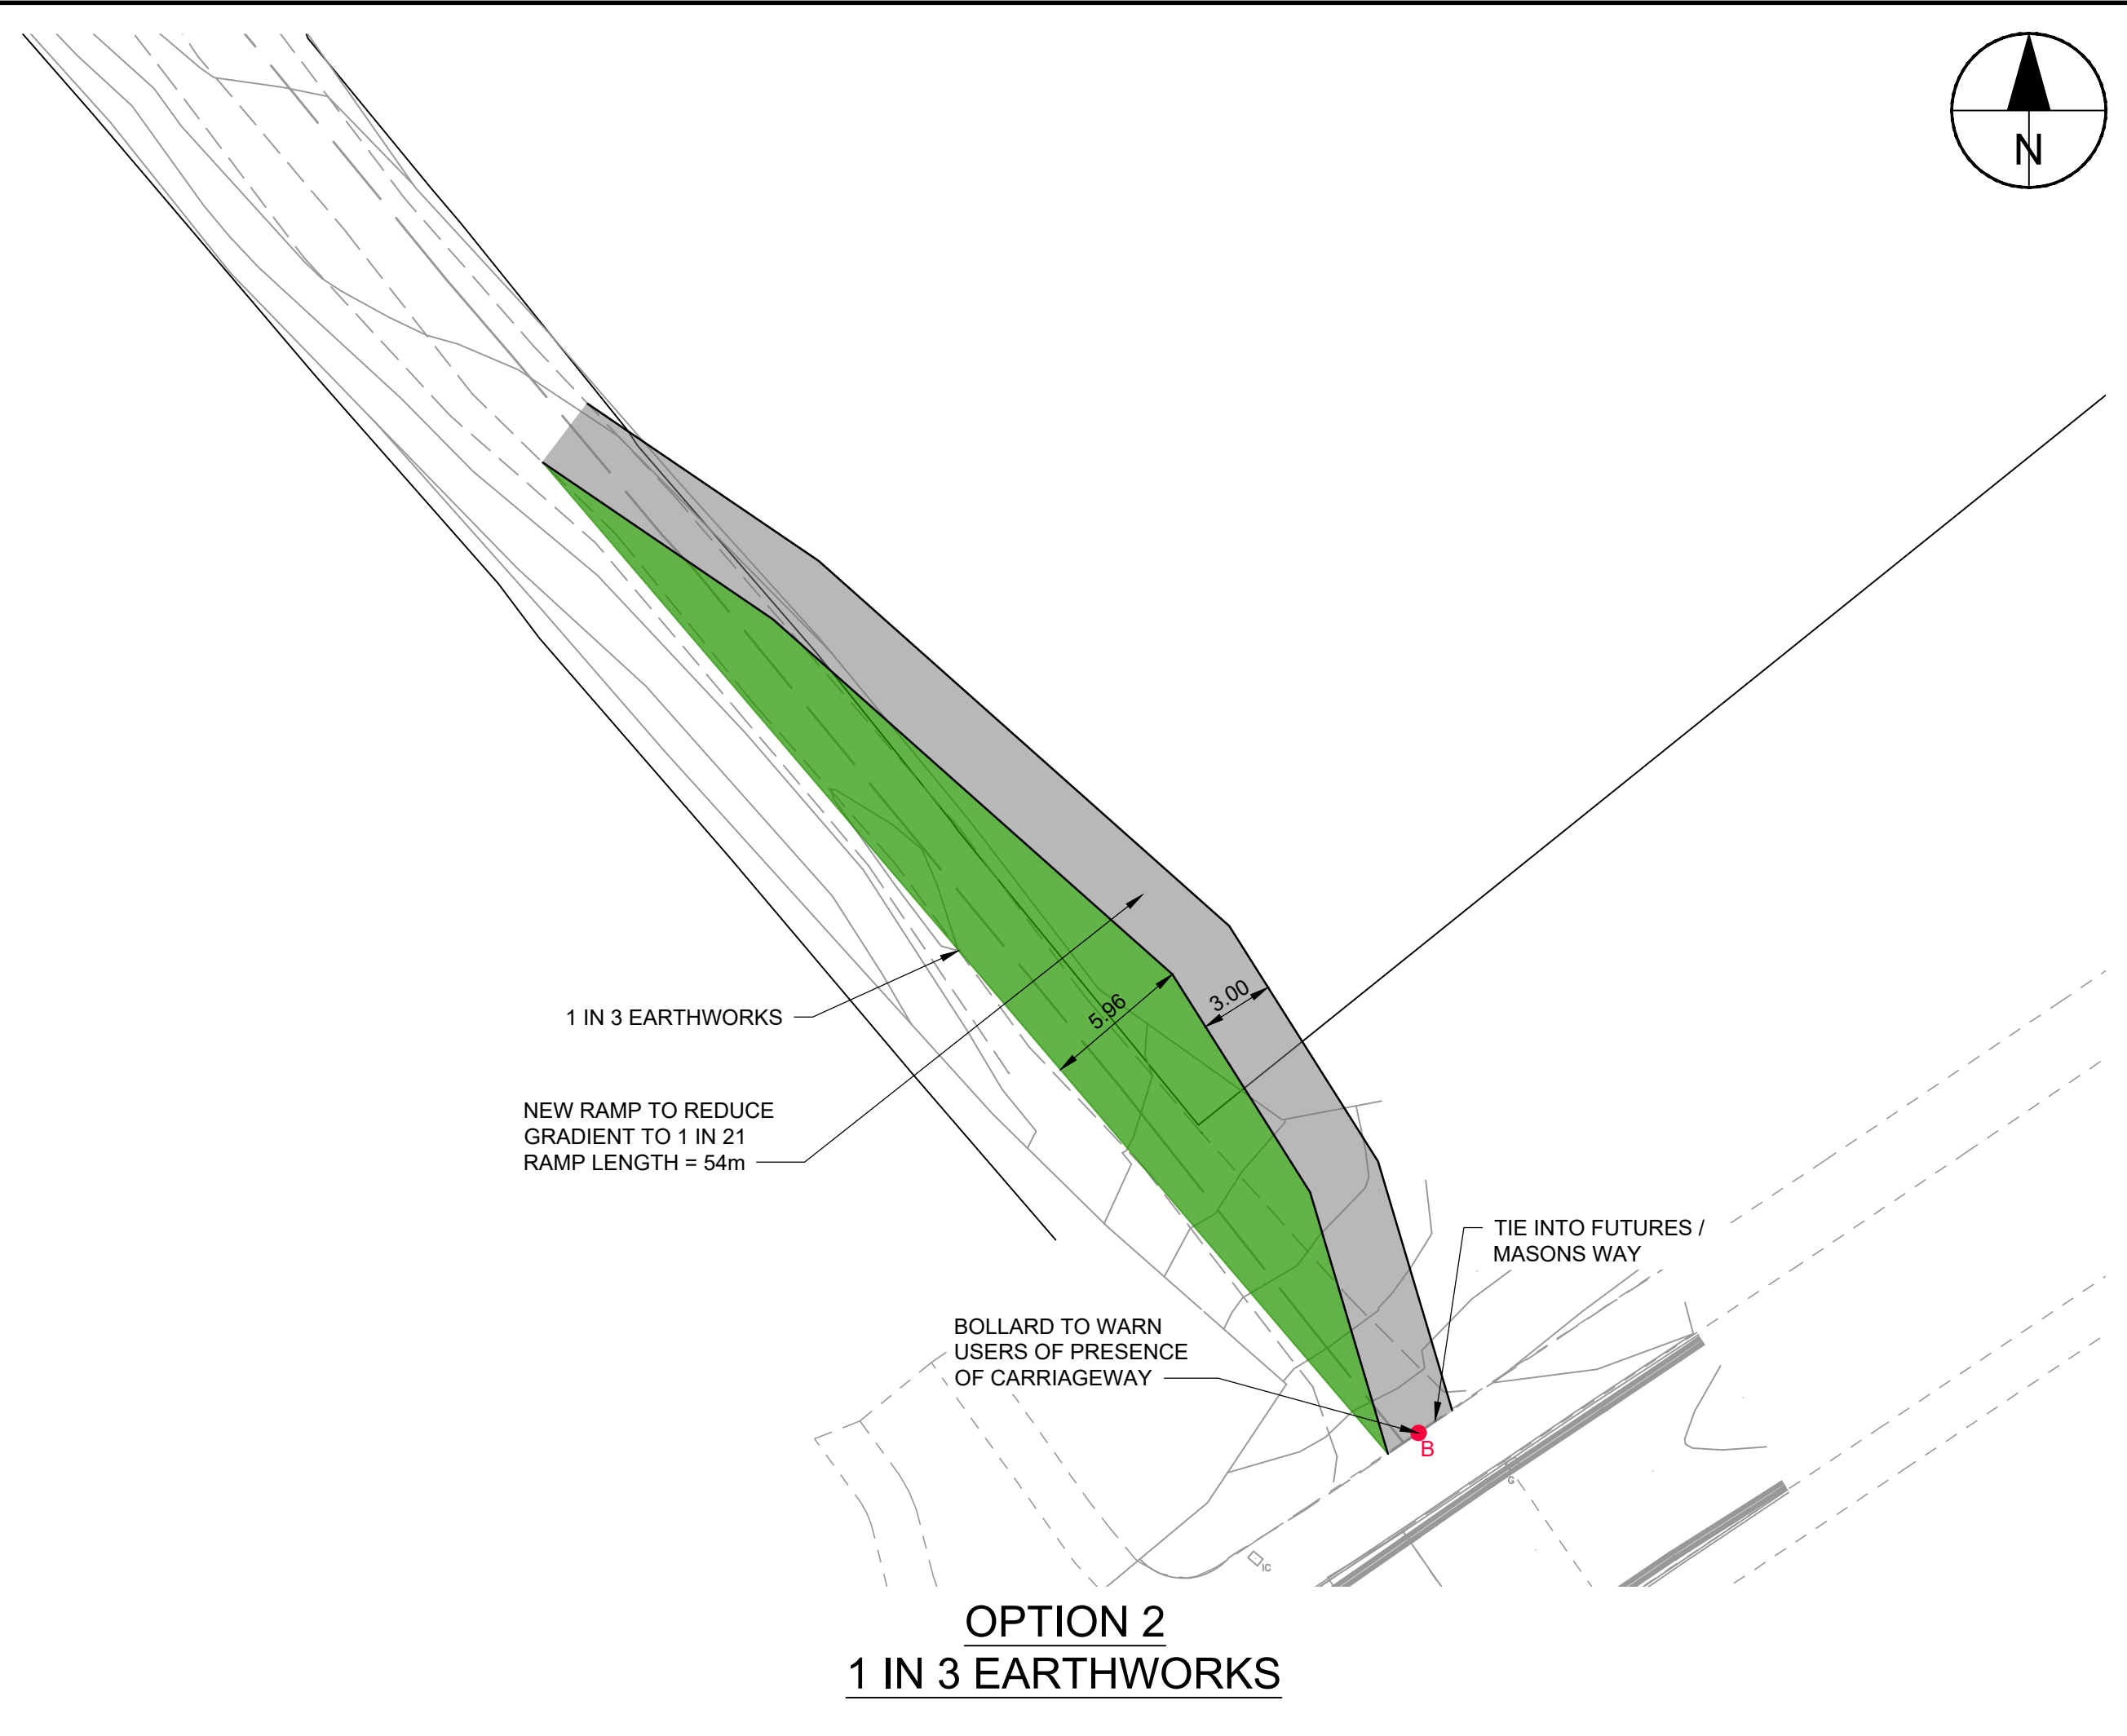 N
5.96
3.00
1 IN 3 EARTHWORKS
NEW RAMP TO REDUCE
GRADIENT TO 1 IN 21
RAMP LENGTH = 54m
TIE INTO FUTURES /
MASONS WAY
BOLLARD TO WARN
USERS OF PRESENCE
OF CARRIAGEWAY
B
G
IC
OPTION 2
1 IN 3 EARTHWORKS